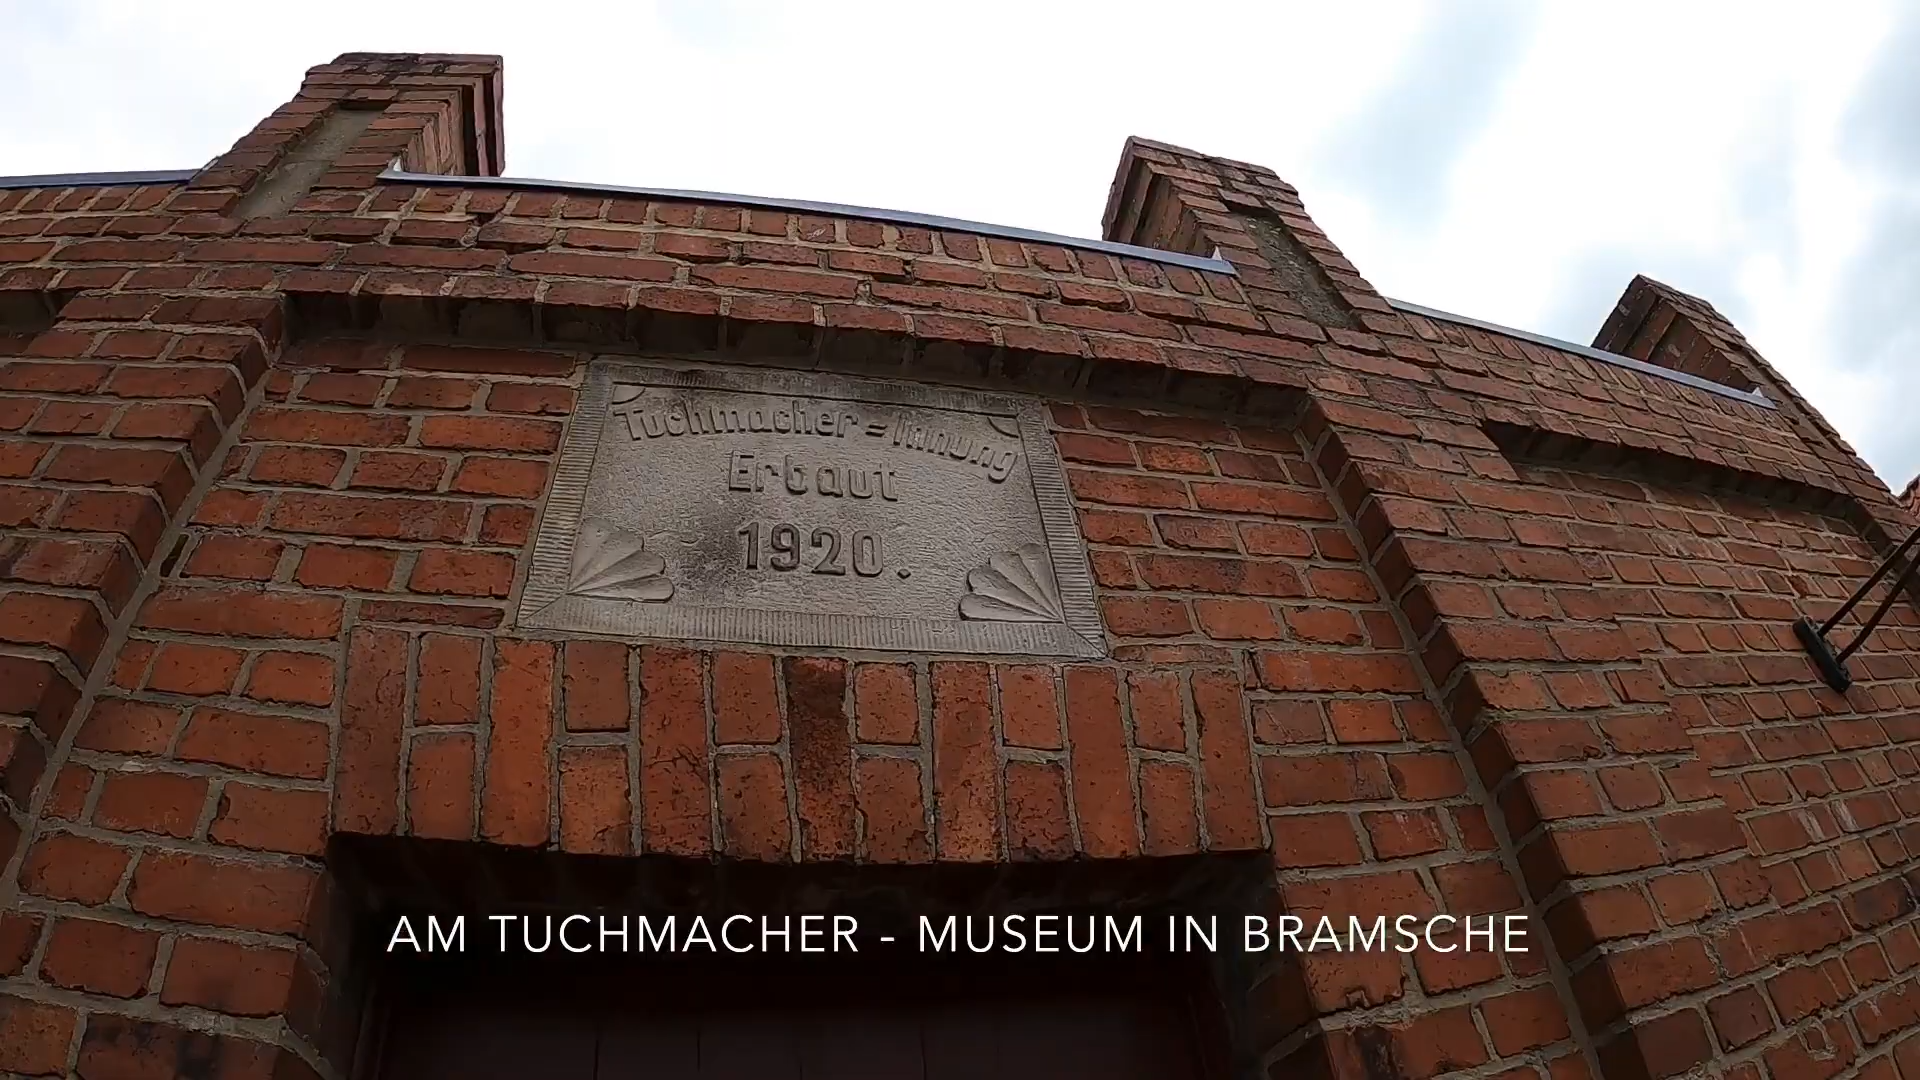 Tuchmacher=Innung
Erbaut
1920.
AM TUCHMACHER - MUSEUM IN BRAMSCHE